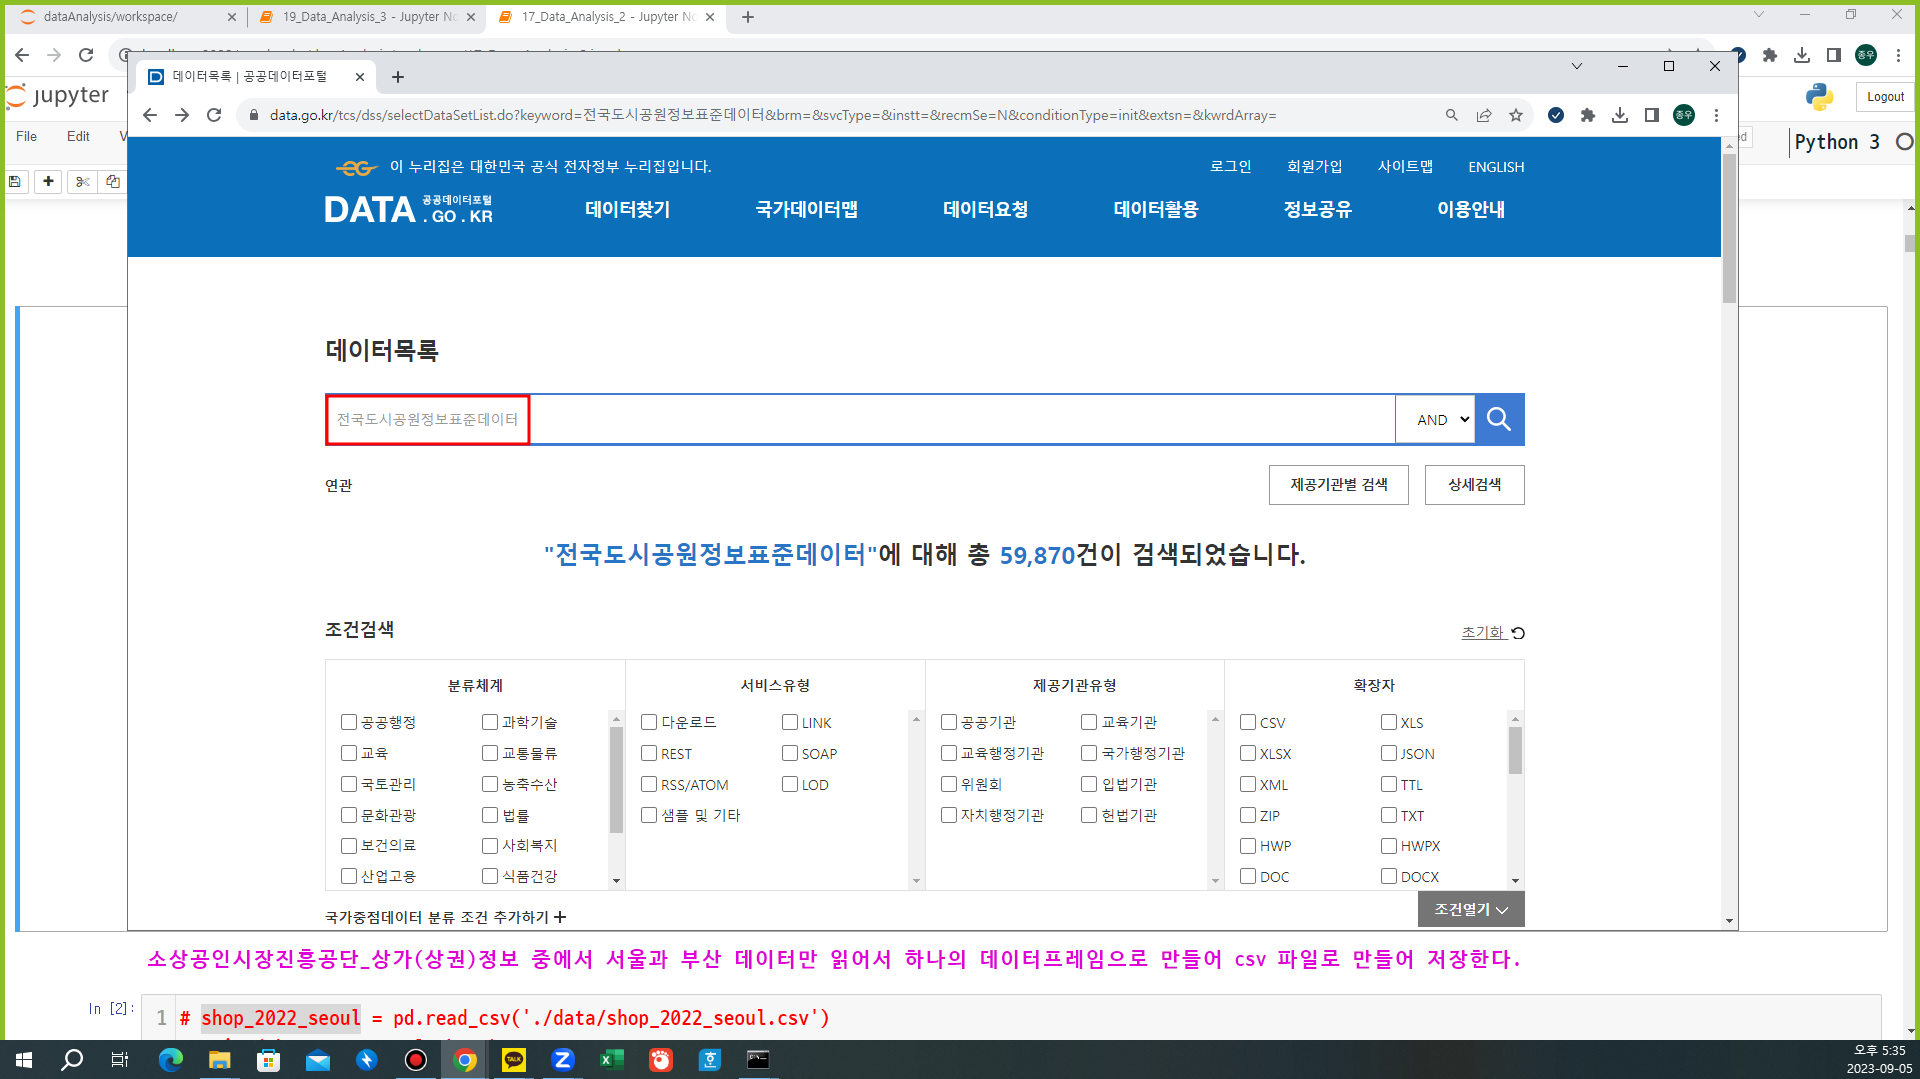 dataAnalysis/workspace/
19_Data_Analysis_3 - Jupyter No
17_Data_Analysis_2 - Jupyter No
종우
jupyter
Logout
File Edit V
Python 3
데이터목록 | 공공데이터포털
data.go.kr/tcs/dss/selectDataSetList.do?keyword=전국도시공원정보표준데이터&brm=&svcType=&instt=&recmSe=N&conditionType=init&extsn=&kwrdArray=
종우
이 누리집은 대한민국 공식 전자정부 누리집입니다.
로그인 회원가입 사이트맵 ENGLISH
DATA 공공데이터포털 . GO . KR
데이터찾기 국가데이터맵 데이터요청 데이터활용 정보공유 이용안내
데이터목록
전국도시공원정보표준데이터
AND
연관
제공기관별 검색 상세검색
"전국도시공원정보표준데이터"에 대해 총 59,870건이 검색되었습니다.
조건검색
초기화
분류체계 서비스유형 제공기관유형 확장자
공공행정 과학기술 다운로드 LINK 공공기관 교육기관 CSV XLS
교육 교통물류 REST SOAP 교육행정기관 국가행정기관 XLSX JSON
국토관리 농축수산 RSS/ATOM LOD 위원회 입법기관 XML TTL
문화관광 법률 샘플 및 기타 자치행정기관 헌법기관 ZIP TXT
보건의료 사회복지 HWP HWPX
산업고용 식품건강 DOC DOCX
국가중점데이터 분류 조건 추가하기
조건열기
소상공인시장진흥공단_상가(상권)정보 중에서 서울과 부산 데이터만 읽어서 하나의 데이터프레임으로 만들어 csv 파일로 만들어 저장한다.
In [2]:
1 # shop_2022_seoul = pd.read_csv('./data/shop_2022_seoul.csv')
오후 5:35
2023-09-05